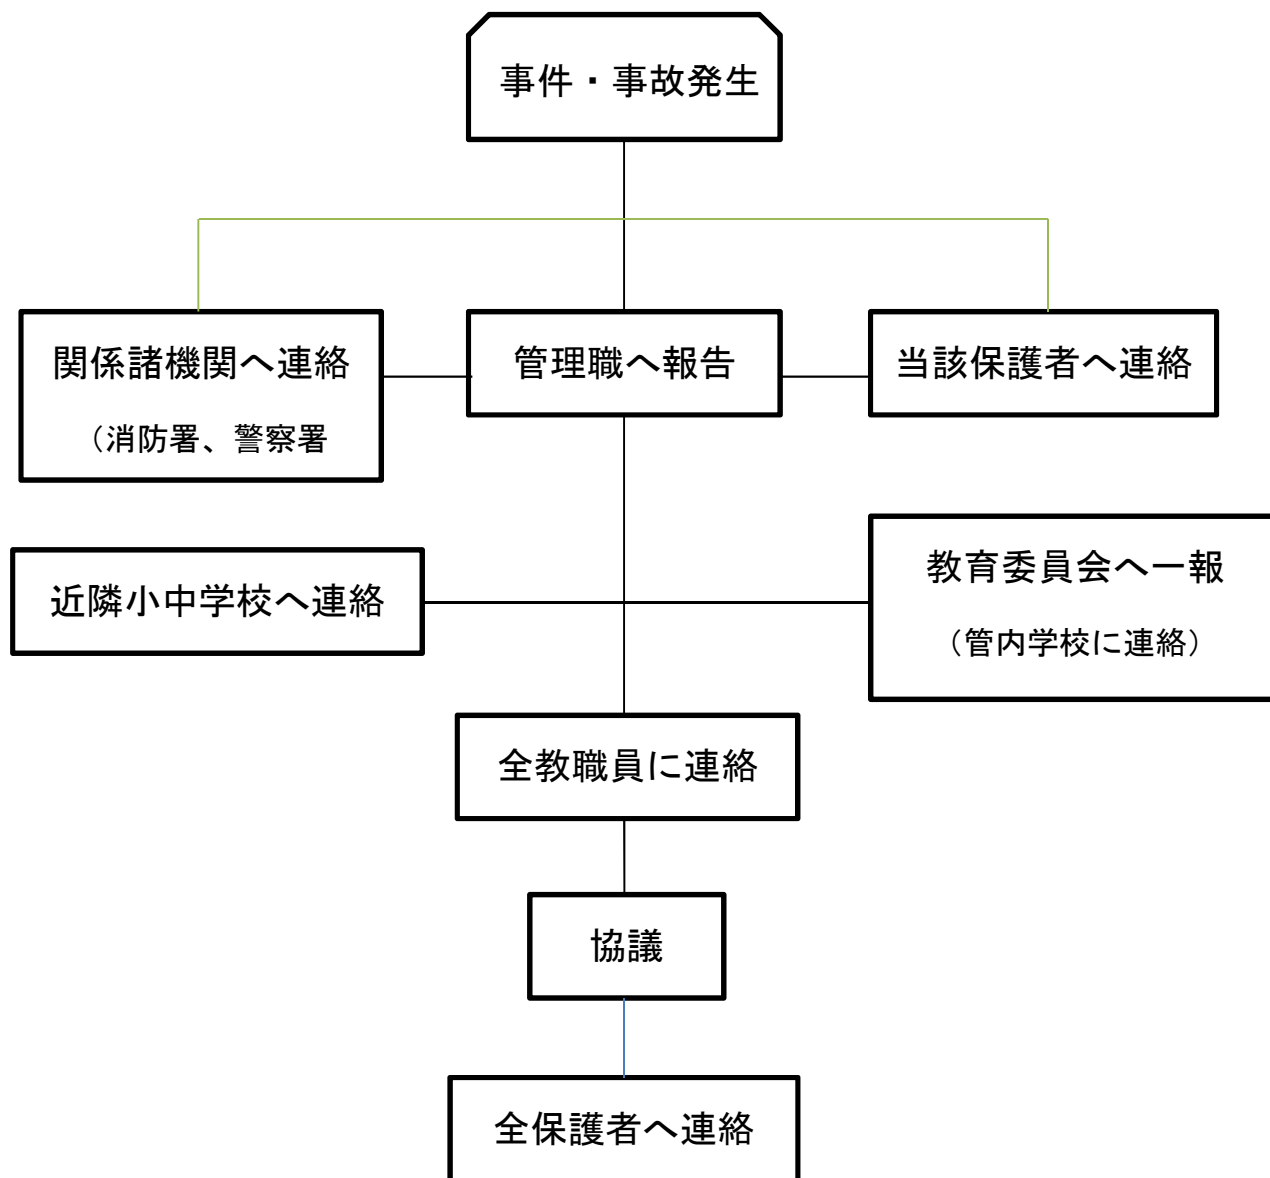 事件・事故発生
関係諸機関へ連絡
(消防署、警察署
管理職へ報告
当該保護者へ連絡
近隣小中学校へ連絡
教育委員会へ一報
(管内学校に連絡)
全教職員に連絡
協議
全保護者へ連絡